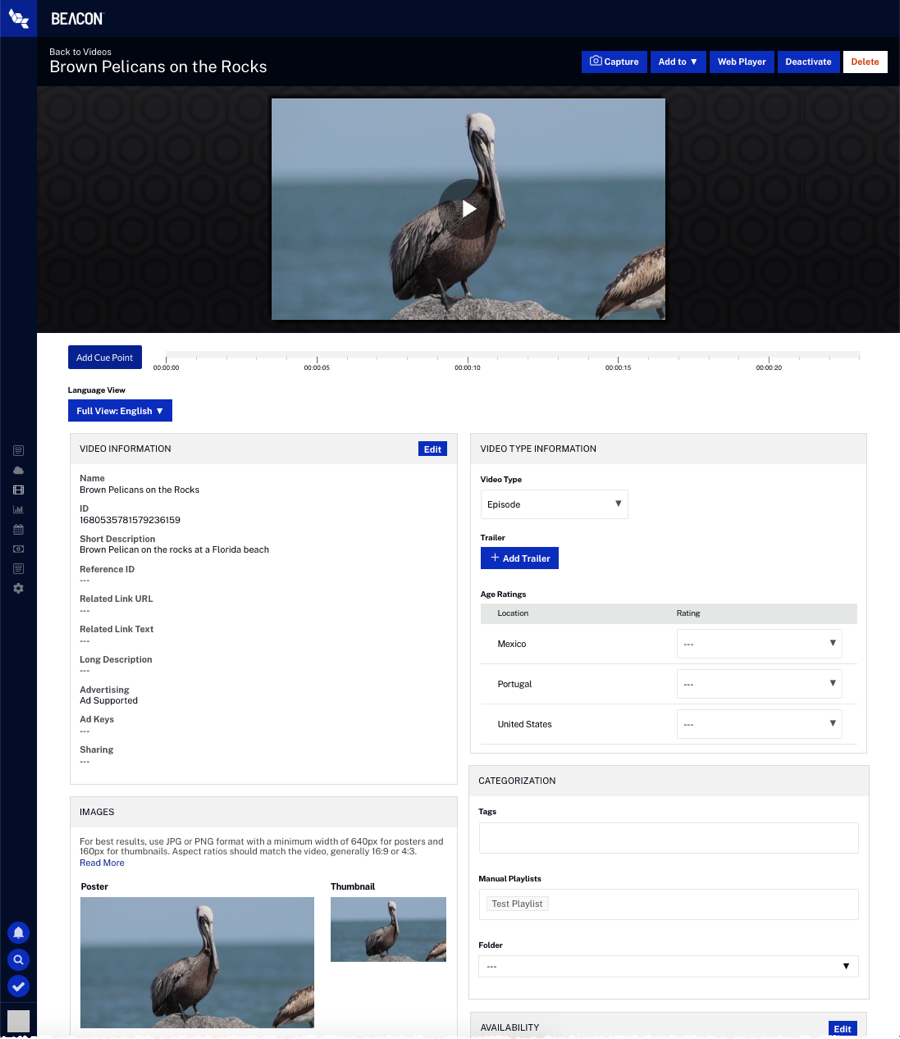 BEACON
Back to Videos
Brown Pelicans on the Rocks
Capture
Add to ▼
Web Player
Deactivate
Delete
Add Cue Point
00:00:00
00:00:05
00:00:10
00:00:15
00:00:20
Language View
Full View: English ▼
VIDEO INFORMATION
Edit
Name
Brown Pelicans on the Rocks
ID
1680535781579236159
Short Description
Brown Pelican on the rocks at a Florida beach
Reference ID
---
Related Link URL
---
Related Link Text
---
Long Description
---
Advertising
Ad Supported
Ad Keys
---
Sharing
---
IMAGES
For best results, use JPG or PNG format with a minimum width of 640px for posters and
160px for thumbnails. Aspect ratios should match the video, generally 16:9 or 4:3.
Read More
Poster
Thumbnail
VIDEO TYPE INFORMATION
Video Type
Episode
Trailer
+ Add Trailer
Age Ratings
Location Rating
Mexico ---
Portugal ---
United States ---
CATEGORIZATION
Tags
Manual Playlists
Test Playlist
Folder
---
AVAILABILITY
Edit